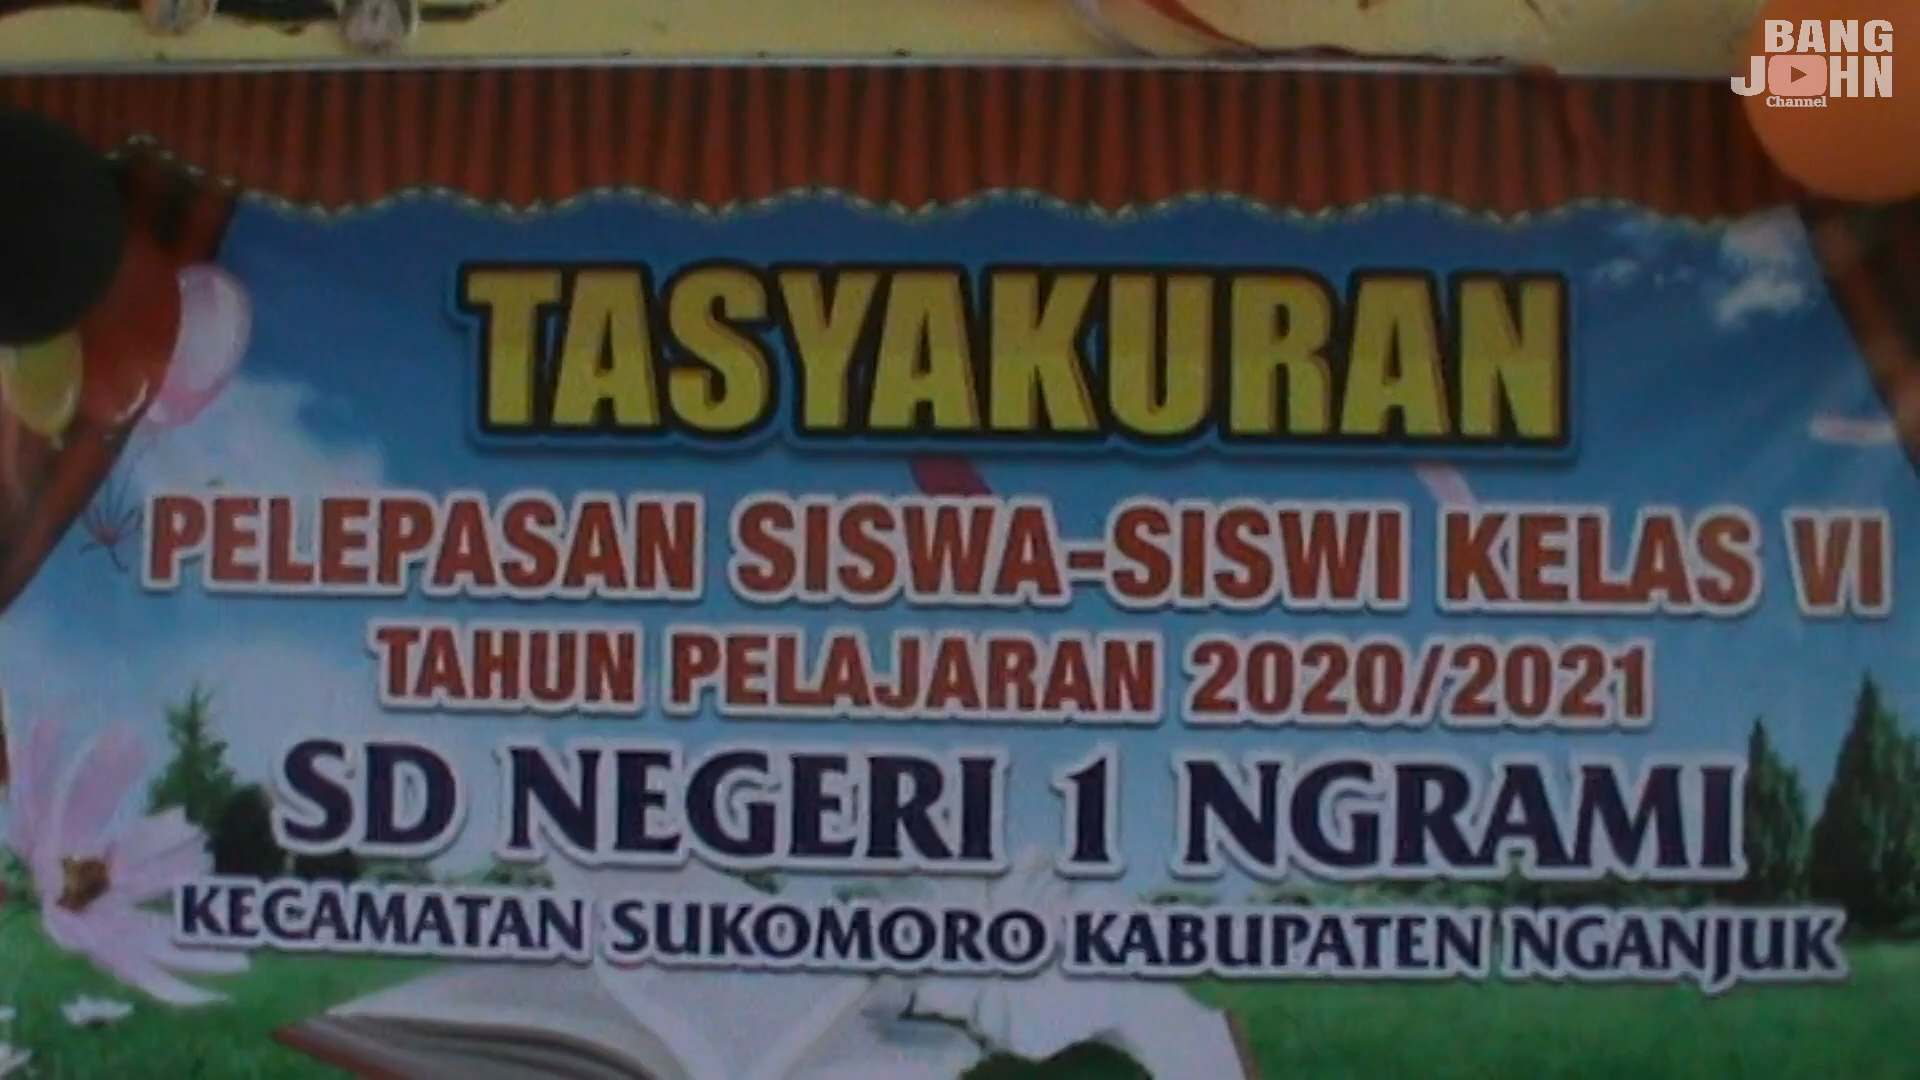 BANG
JOHN
Channel
TASYAKURAN
PELEPASAN SISWA-SISWI KELAS VI
TAHUN PELAJARAN 2020/2021
SD NEGERI 1 NGRAMI
KECAMATAN SUKOMORO KABUPATEN NGANJUK